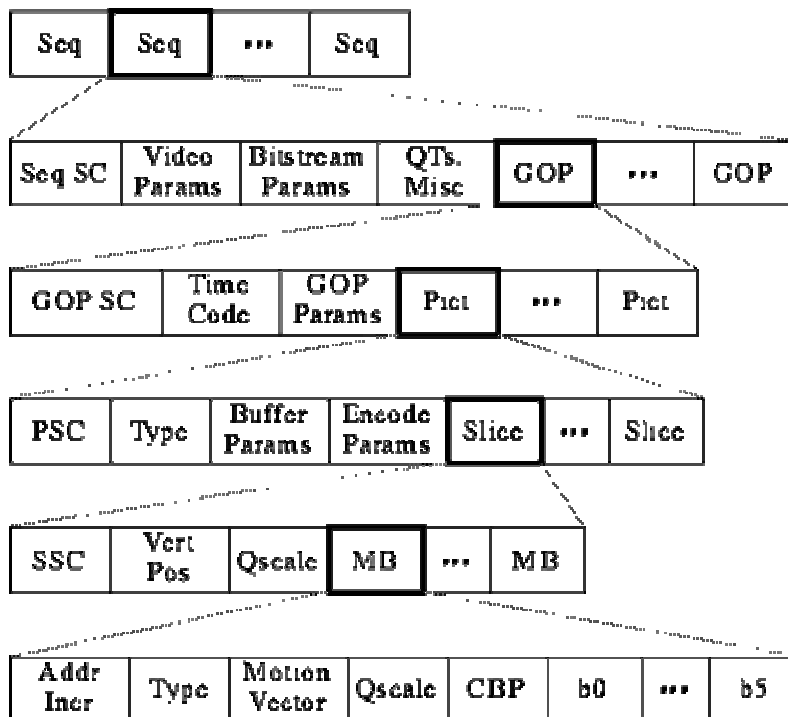 Seq Seq ... Seq
Seq SC Video Params Bitstream Params QTs. Misc GOP ... GOP
GOP SC Time Code GOP Params Pict ... Pict
PSC Type Buffer Params Encode Params Slice ... Slice
SSC Vert Pos Qscale MB ... MB
Addr Incr Type Motion Vector Qscale CBP b0 ... b5